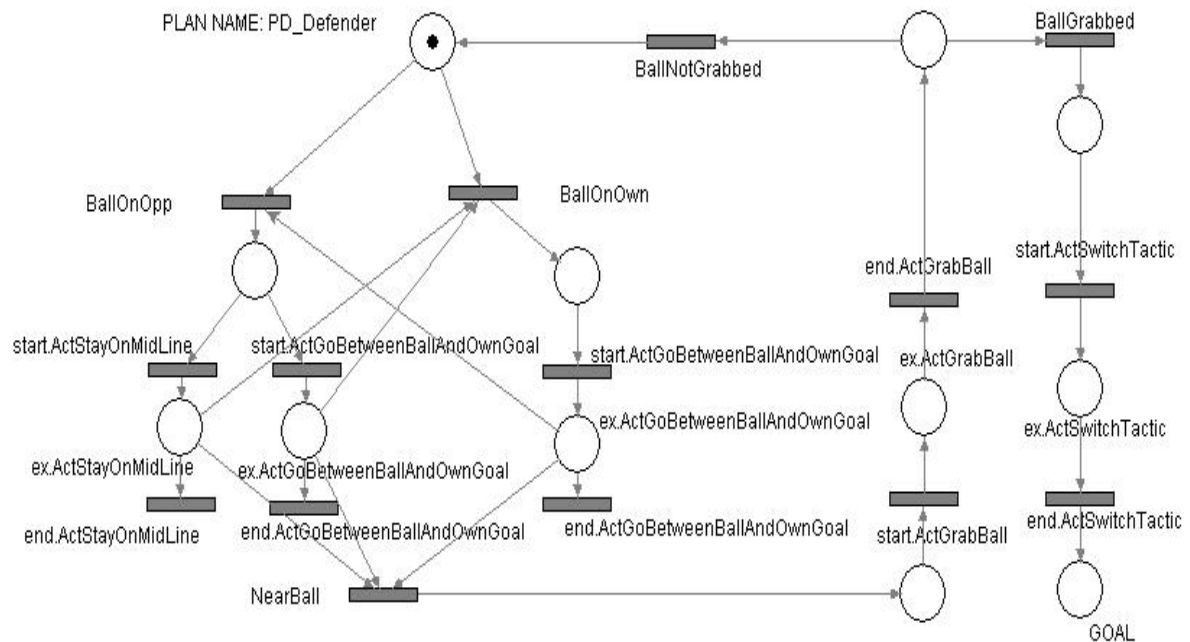 PLAN NAME: PD_Defender
BallGrabbed
BallNotGrabbed
BallOnOpp
BallOnOwn
start.ActSwitchTactic
end.ActGrabBall
start.ActStayOnMidLine
start.ActGoBetweenBallAndOwnGoal
start.ActGoBetweenBallAndOwnGoal
ex.ActGrabBall
ex.ActGoBetweenBallAndOwnGoal
ex.ActSwitchTactic
ex.ActStayOnMidLine
ex.ActGoBetweenBallAndOwnGoal
end.ActStayOnMidLine
end.ActGoBetweenBallAndOwnGoal
end.ActGoBetweenBallAndOwnGoal
start.ActGrabBall
end.ActSwitchTactic
NearBall
GOAL